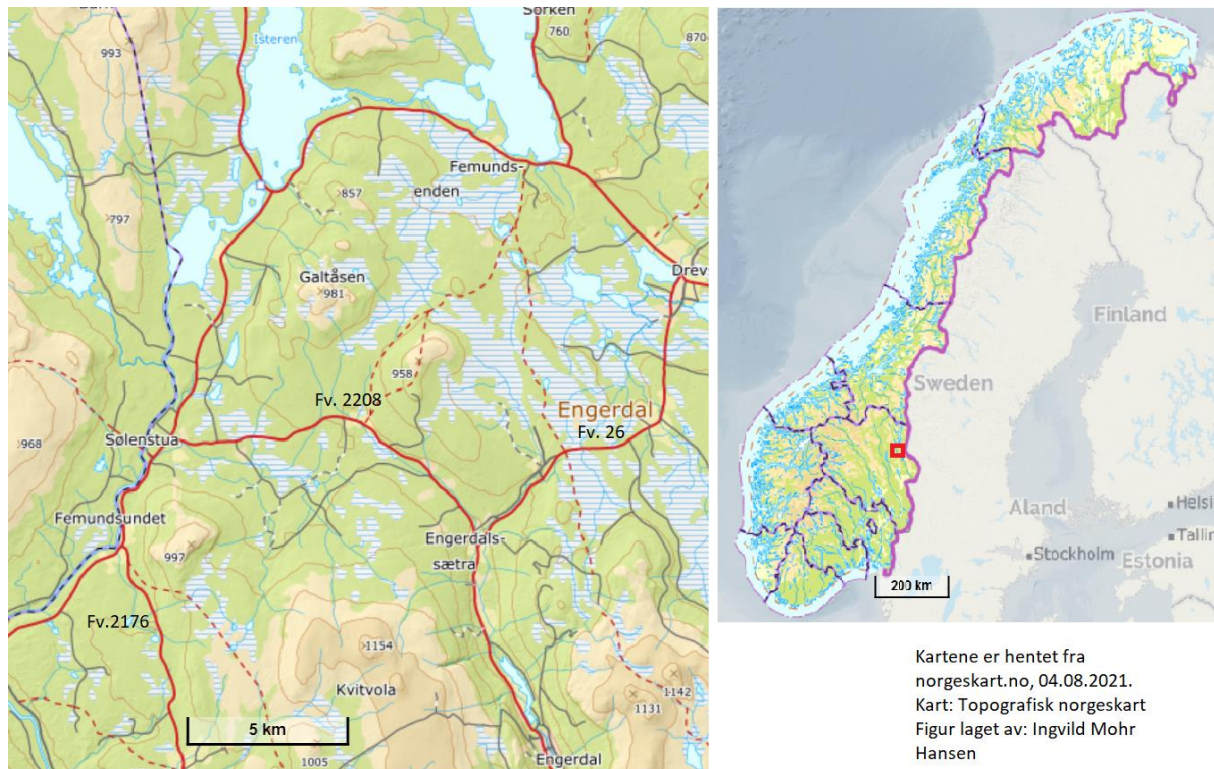 Sørken
993
Isteren
760
870
Femunds-
enden
857
797
Galtåsen
981
Drevs
958
Fv. 2208
Engerdal
Fv. 26
968
Sølenstua
Femundsundet
997
Engerdals-
sætra
Fv.2176
1154
Kvitvola
1142
1131
5 km
1005
Engerdal
Finland
Sweden
Åland
Helsi
Tallin
Stockholm
Estonia
200 km
Kartene er hentet fra
norgeskart.no, 04.08.2021.
Kart: Topografisk norgeskart
Figur laget av: Ingvild Mohr
Hansen